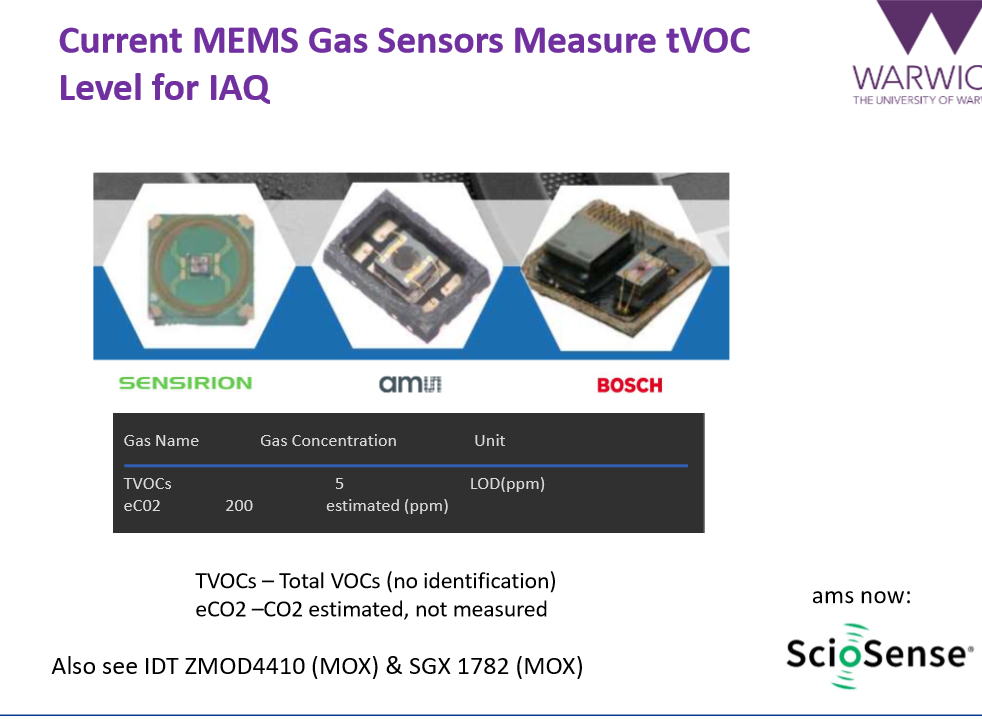 Current MEMS Gas Sensors Measure tVOC
Level for IAQ
WARWIC
THE UNIVERSITY OF WAR
SENSIRION
amu
BOSCH
Gas Name Gas Concentration Unit
TVOCs 5 LOD(ppm)
eC02 200 estimated (ppm)
TVOCs – Total VOCs (no identification)
eCO2 –CO2 estimated, not measured
ams now:
ScioSense®
Also see IDT ZMOD4410 (MOX) & SGX 1782 (MOX)